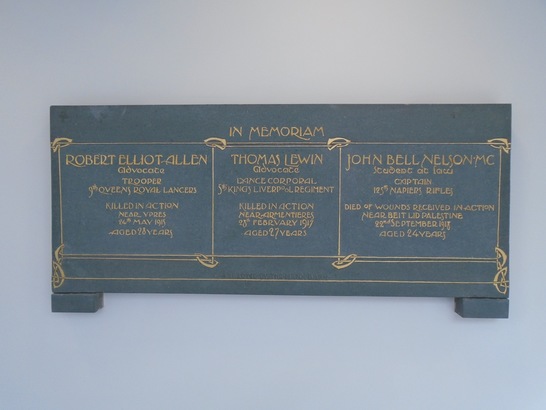 IN MEMORIAM
ROBERT ELLIOT-ALLEN
Advocate
TROOPER
9th QUEENS ROYAL LANCERS
KILLED IN ACTION
NEAR YPRES
MAY 1915
AGED 28 YEARS
THOMAS LEWIN
Advocate
LANCE CORPORAL
5th KINGS LIVERPOOL REGIMENT
KILLED IN ACTION
NEAR ARMENTIERES
FEBRUARY 1917
AGED 27 YEARS
JOHN BELL NELSON·MC
Student at law
CAPTAIN
125th NAPIERS RIFLES
DIED OF WOUNDS RECEIVED IN ACTION
NEAR BEIT LID PALESTINE
22nd SEPTEMBER 1918
AGED 24 YEARS